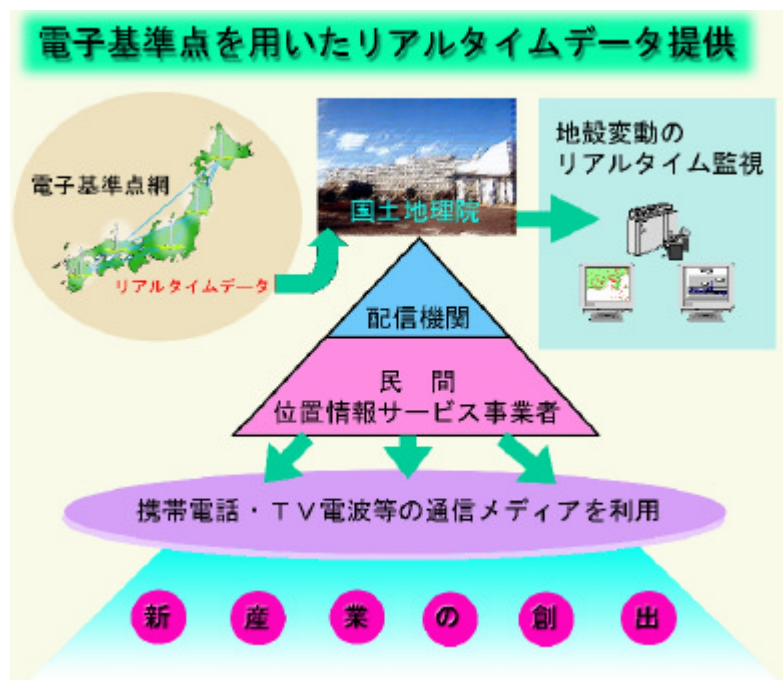 電子基準点を用いたリアルタイムデータ提供
電子基準点網
リアルタイムデータ
国土地理院
地殻変動の
リアルタイム監視
配信機関
民　間
位置情報サービス事業者
携帯電話・ＴＶ電波等の通信メディアを利用
新産業の創出